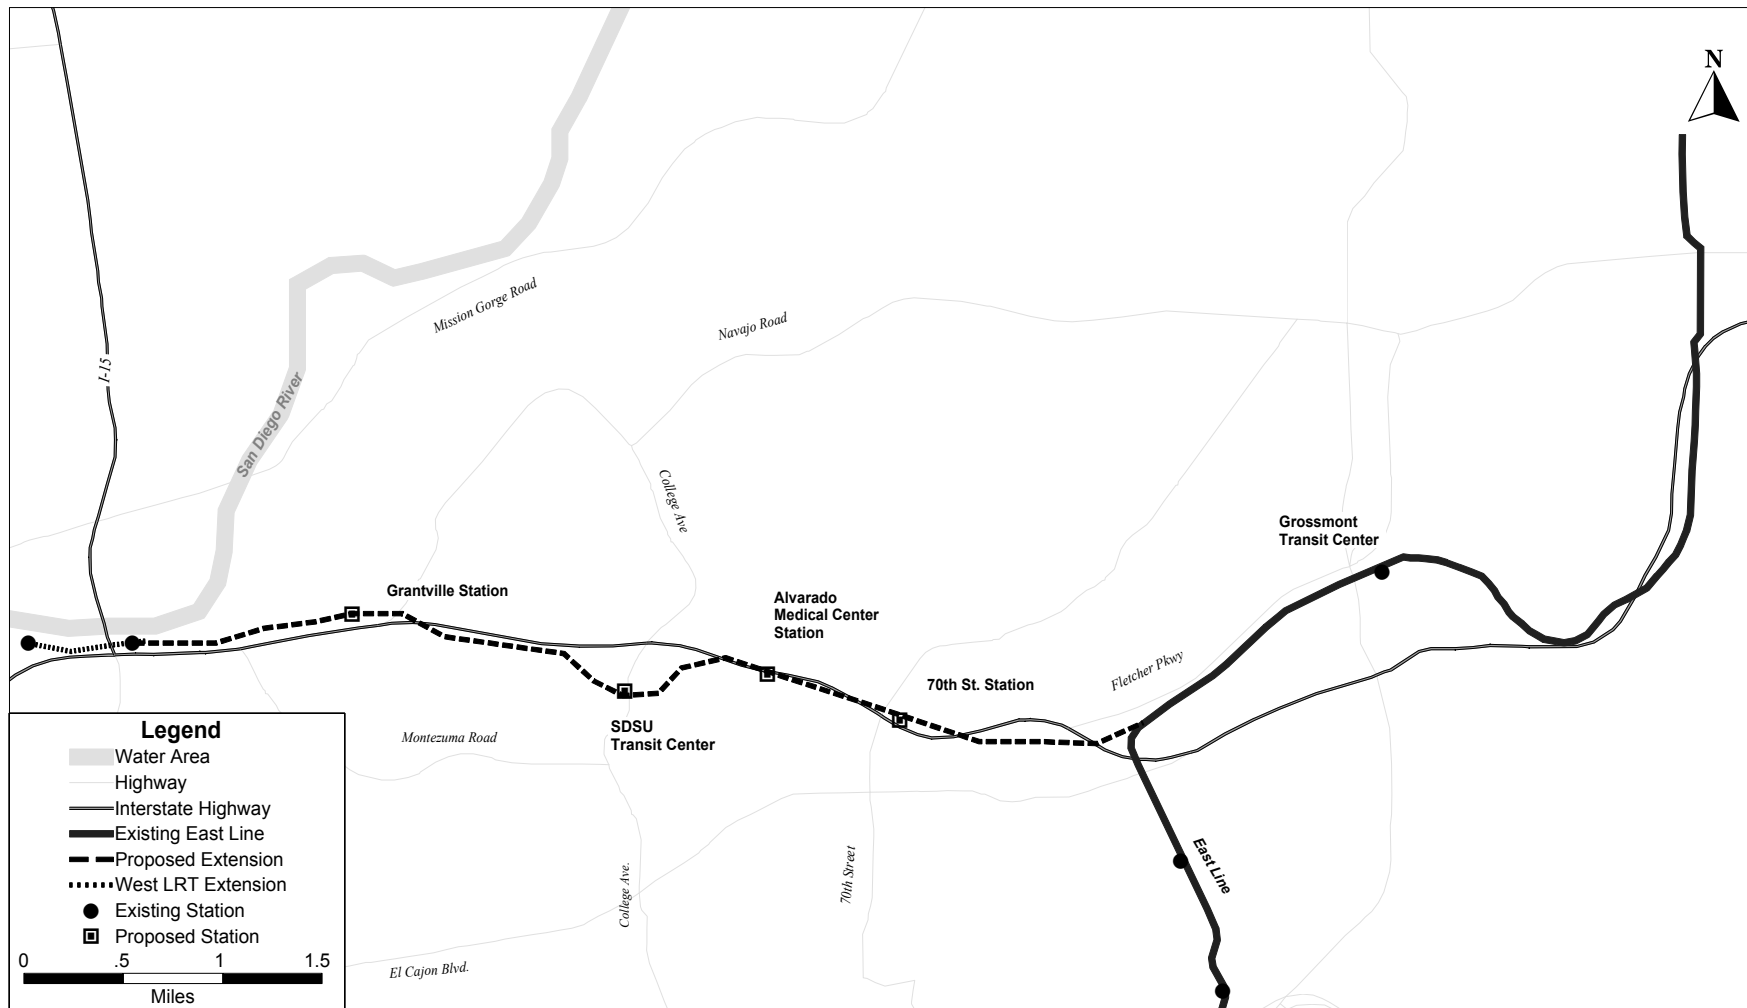 N
Mission Gorge Road
Navajo Road
I-15
San Diego River
College Ave
Grossmont
Transit Center
Grantville Station
Alvarado
Medical Center
Station
70th St. Station
Fletcher Pkwy
SDSU
Transit Center
Montezuma Road
East Line
70th Street
College Ave.
El Cajon Blvd.
Legend
Water Area
Highway
Interstate Highway
Existing East Line
Proposed Extension
West LRT Extension
Existing Station
Proposed Station
0 .5 1 1.5
Miles